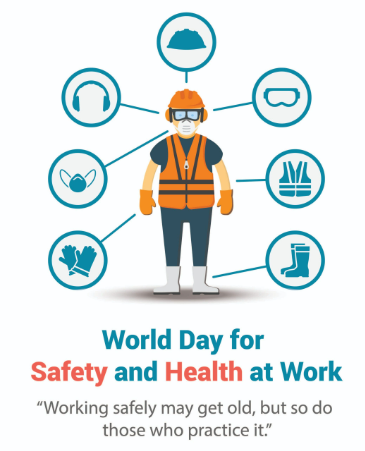 World Day for
Safety and Health at Work
“Working safely may get old, but so do
those who practice it.”